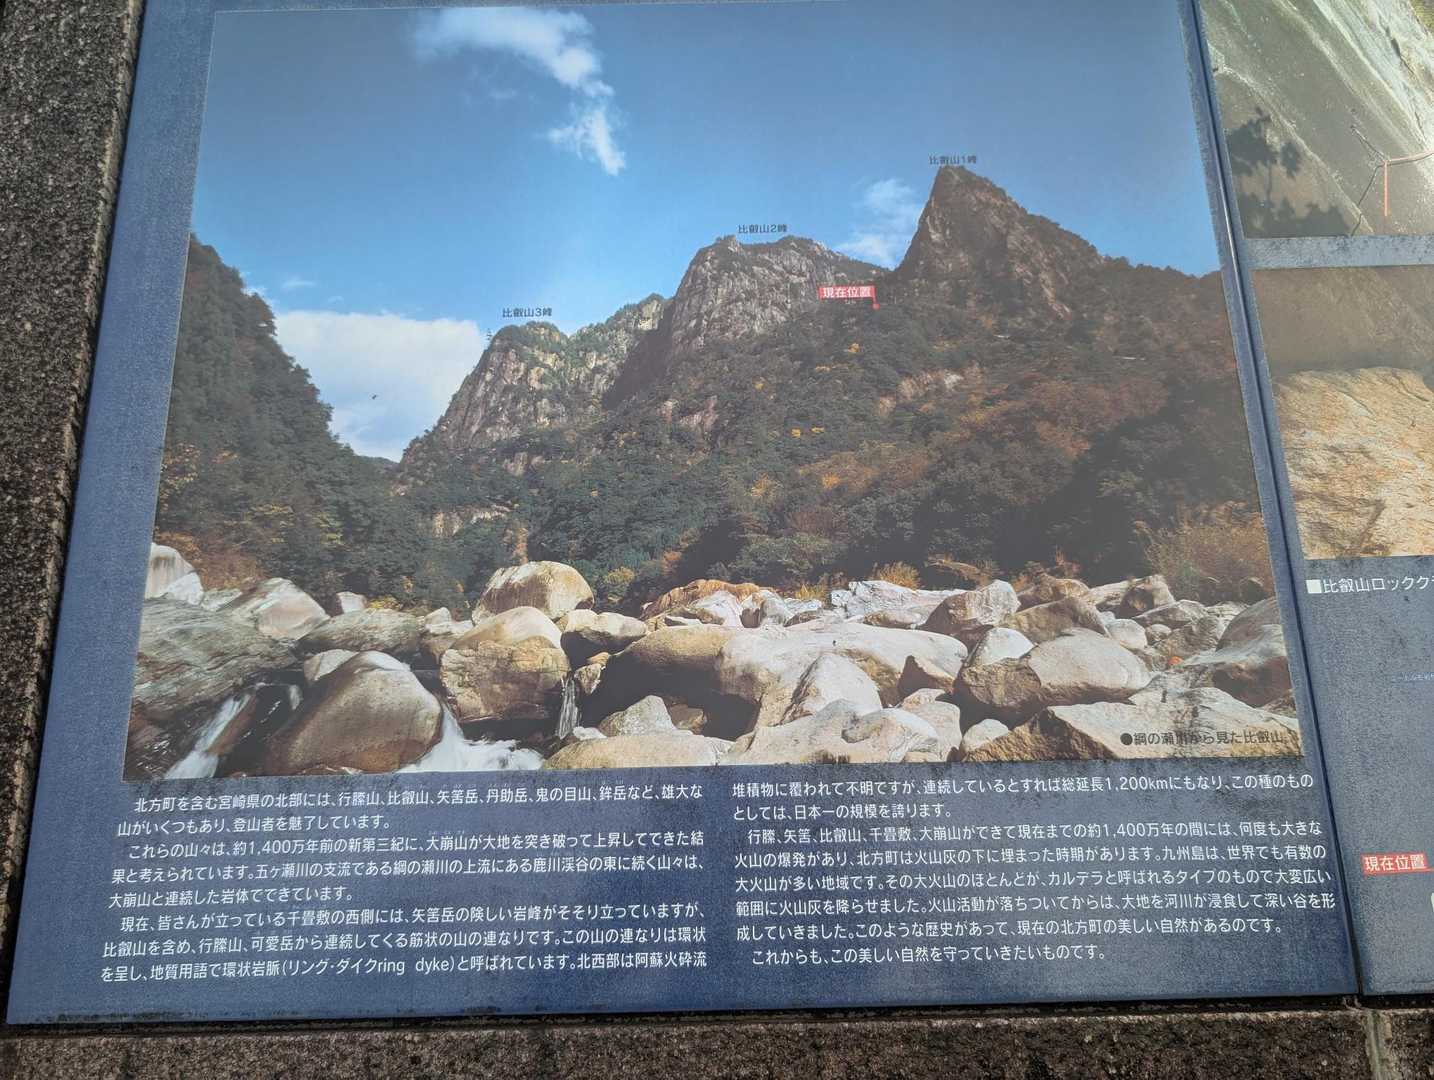 比叡山1峰
比叡山2峰
現在位置
比叡山3峰
●綱の瀬川から見た比叡山
北方町を含む宮崎県の北部には、行縢山、比叡山、矢筈岳、丹助岳、鬼の目山、鉾岳など、雄大な
山がいくつもあり、登山者を魅了しています。
これらの山々は、約1,400万年前の新第三紀に、大崩山が大地を突き破って上昇してできた結
果と考えられています。五ヶ瀬川の支流である綱の瀬川の上流にある鹿川渓谷の東に続く山々は、
大崩山と連続した岩体でできています。
現在、皆さんが立っている千畳敷の西側には、矢筈岳の険しい岩峰がそそり立っていますが、
比叡山を含め、行縢山、可愛岳から連続してくる筋状の山の連なりです。この山の連なりは環状
を呈し、地質用語で環状岩脈(リング・ダイクring dyke)と呼ばれています。北西部は阿蘇火砕流
堆積物に覆われて不明ですが、連続しているとすれば総延長1,200kmにもなり、この種のもの
としては、日本一の規模を誇ります。
行縢、矢筈、比叡山、千畳敷、大崩山ができて現在までの約1,400万年の間には、何度も大きな
火山の爆発があり、北方町は火山灰の下に埋まった時期があります。九州島は、世界でも有数の
大火山が多い地域です。その大火山のほとんどが、カルデラと呼ばれるタイプのもので大変広い
範囲に火山灰を降らせました。火山活動が落ちついてからは、大地を河川が浸食して深い谷を形
成していきました。このような歴史があって、現在の北方町の美しい自然があるのです。
これからも、この美しい自然を守っていきたいものです。
■比叡山ロックク
現在位置